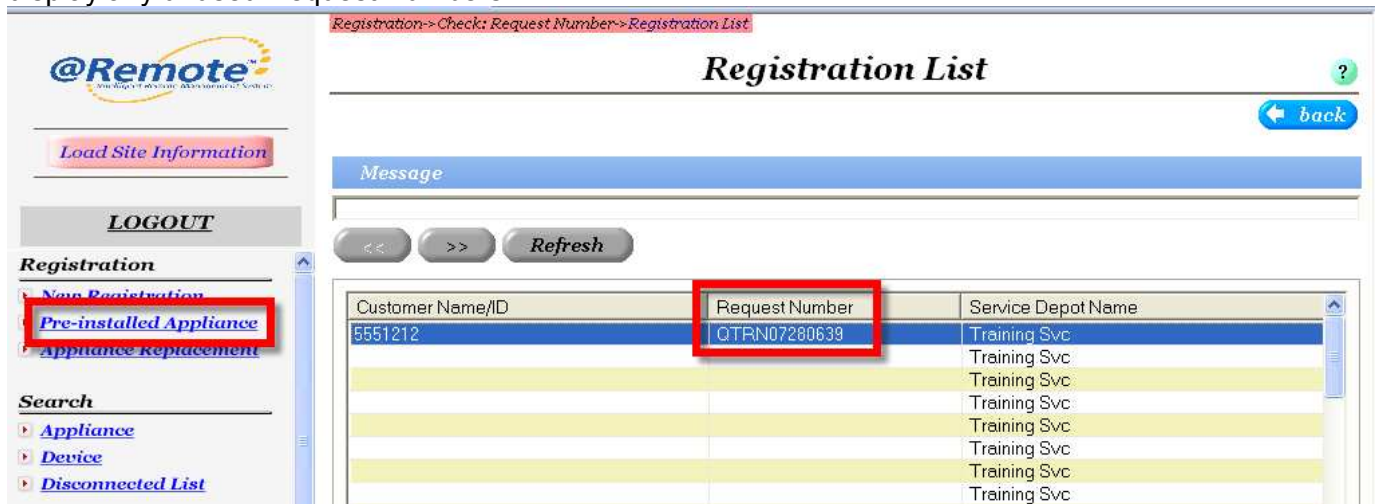 Registration->Check: Request Number->Registration List
@Remote™
Registration List
?
back
Load Site Information
Message
LOGOUT
<< >> Refresh
Registration
New Registration
Pre-installed Appliance
Appliance Replacement
Customer Name/ID Request Number Service Depot Name
5551212 QTRN07280639 Training Svc
Training Svc
Training Svc
Training Svc
Training Svc
Training Svc
Training Svc
Training Svc
Search
Appliance
Device
Disconnected List